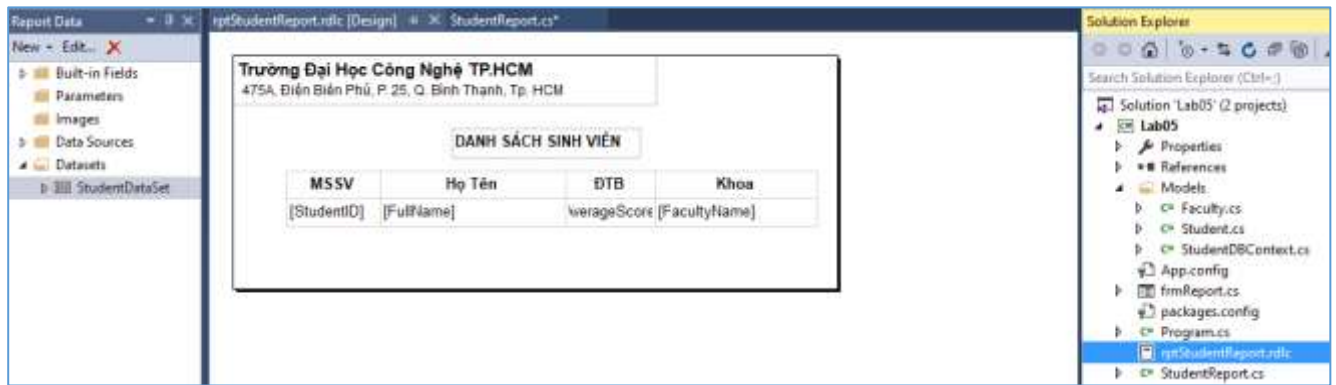 Report Data
rptStudentReport.rdlc [Design]
StudentReport.cs*
Solution Explorer
New
Edit...
Search Solution Explorer (Ctrl+;)
Built-in Fields
Parameters
Images
Data Sources
Datasets
StudentDataSet
Trường Đại Học Công Nghệ TP.HCM
475A, Điện Biên Phủ, P. 25, Q. Bình Thạnh, Tp. HCM
DANH SÁCH SINH VIÊN
MSSV Họ Tên ĐTB Khoa
[StudentID] [FullName] \verageScore [FacultyName]
Solution 'Lab05' (2 projects)
Lab05
Properties
References
Models
C# Faculty.cs
C# Student.cs
C# StudentDBContext.cs
App.config
frmReport.cs
packages.config
C# Program.cs
rptStudentReport.rdlc
C# StudentReport.cs